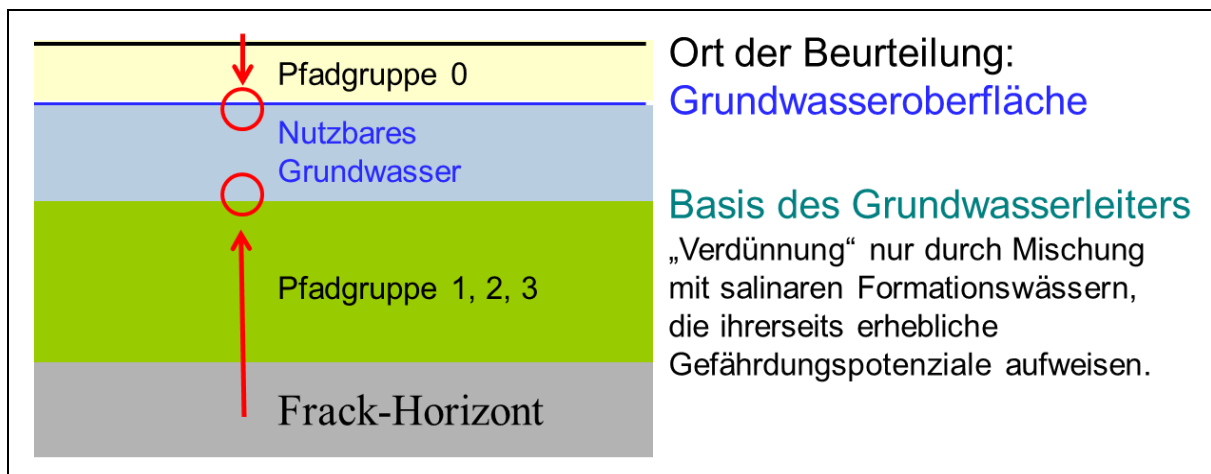 Pfadgruppe 0
Nutzbares
Grundwasser
Pfadgruppe 1, 2, 3
Frack-Horizont
Ort der Beurteilung:
Grundwasseroberfläche
Basis des Grundwasserleiters
„Verdünnung“ nur durch Mischung
mit salinaren Formationswässern,
die ihrerseits erhebliche
Gefährdungspotenziale aufweisen.